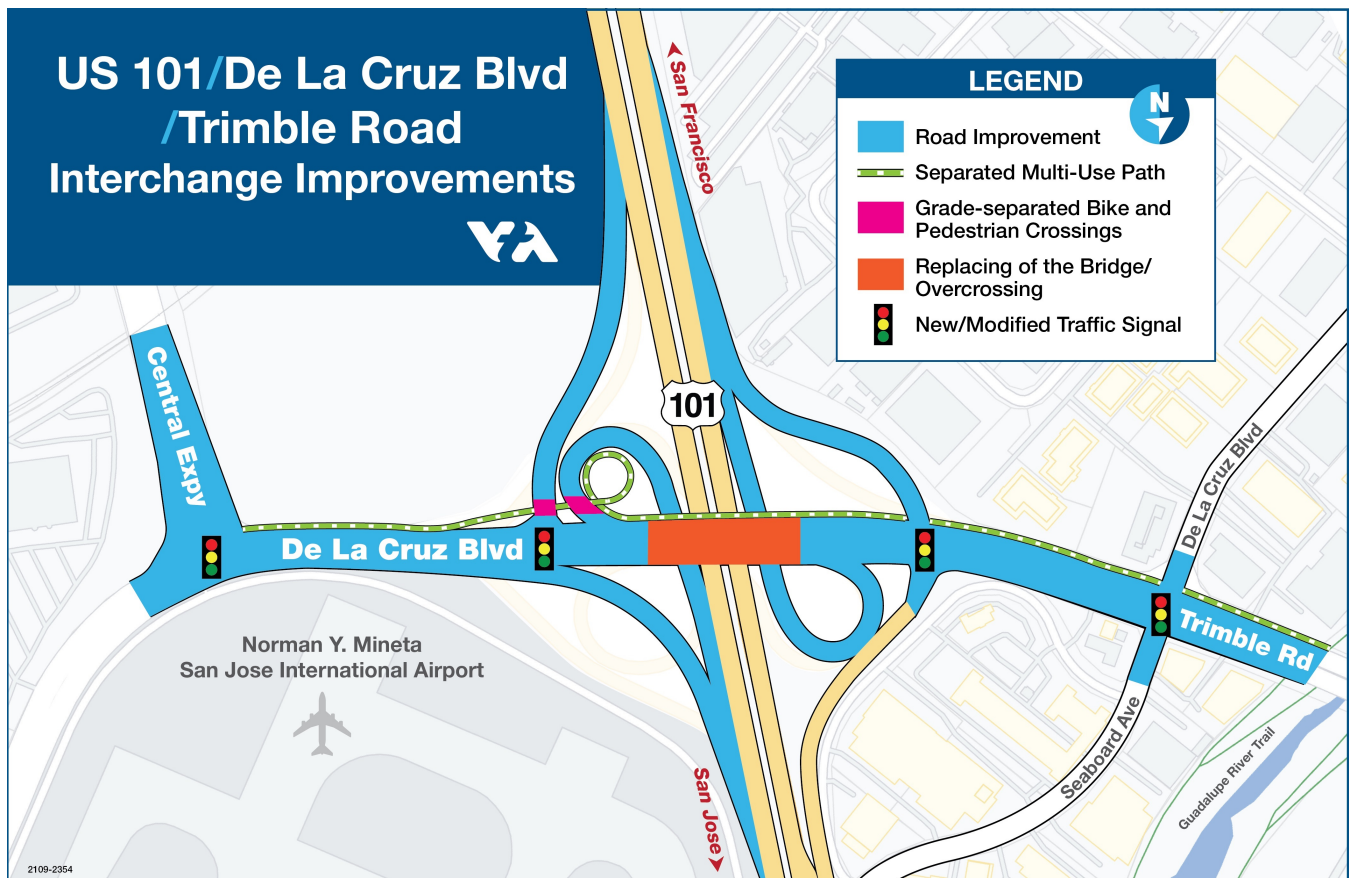 US 101/De La Cruz Blvd
/Trimble Road
Interchange Improvements
VTA
San Francisco
LEGEND
N
Road Improvement
Separated Multi-Use Path
Grade-separated Bike and
Pedestrian Crossings
Replacing of the Bridge/
Overcrossing
New/Modified Traffic Signal
Central Expy
101
De La Cruz Blvd
De La Cruz Blvd
Trimble Rd
Norman Y. Mineta
San Jose International Airport
Seaboard Ave
Guadalupe River Trail
San Jose
2109-2354